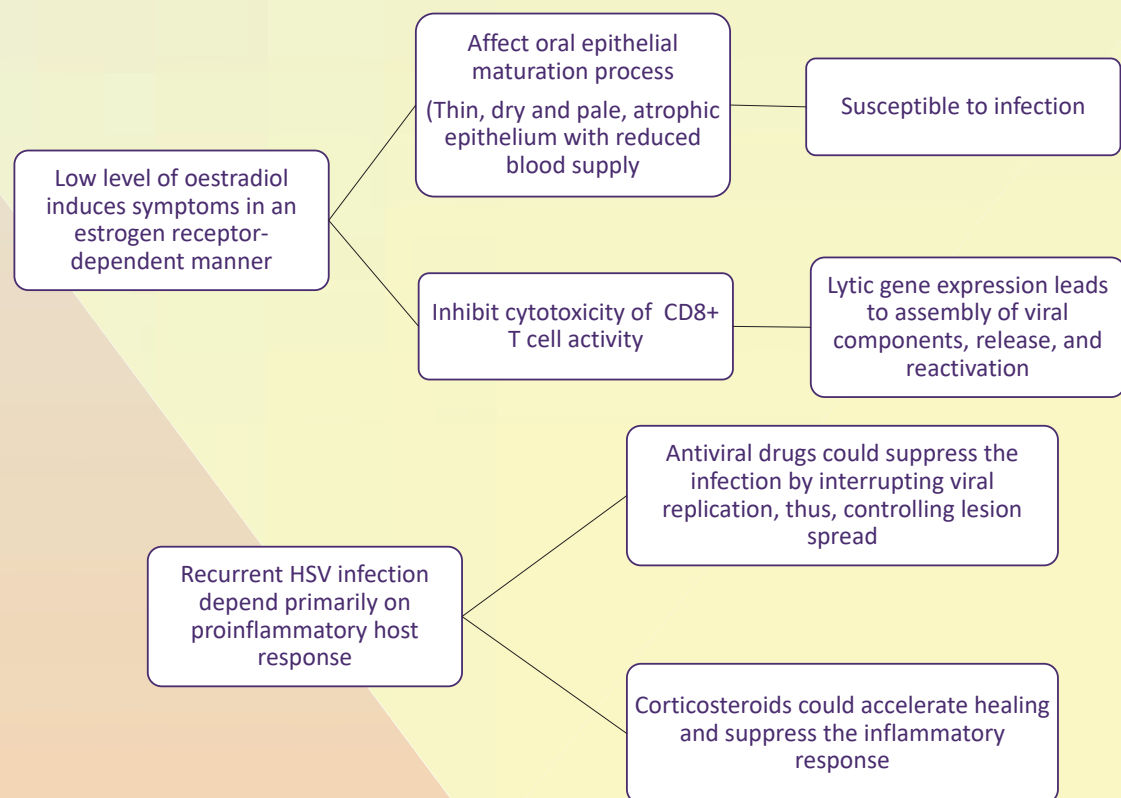 Low level of oestradiol
induces symptoms in an
estrogen receptor-
dependent manner
Affect oral epithelial
maturation process
(Thin, dry and pale, atrophic
epithelium with reduced
blood supply
Susceptible to infection
Inhibit cytotoxicity of CD8+
T cell activity
Lytic gene expression leads
to assembly of viral
components, release, and
reactivation
Recurrent HSV infection
depend primarily on
proinflammatory host
response
Antiviral drugs could suppress the
infection by interrupting viral
replication, thus, controlling lesion
spread
Corticosteroids could accelerate healing
and suppress the inflammatory
response